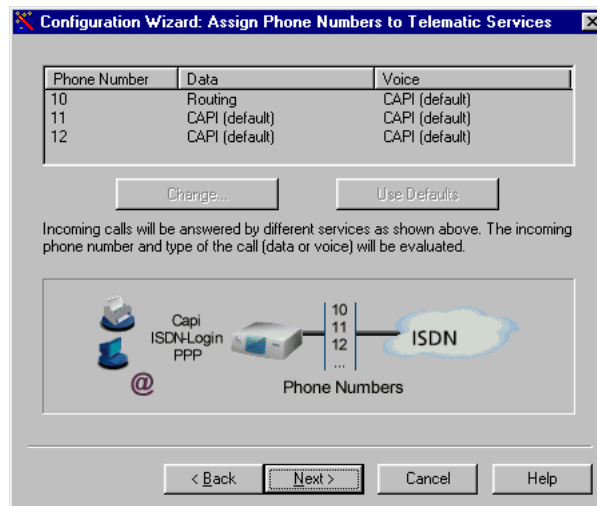 Configuration Wizard: Assign Phone Numbers to Telematic Services
Phone Number Data Voice
10 Routing CAPI (default)
11 CAPI (default) CAPI (default)
12 CAPI (default) CAPI (default)
Change... Use Defaults
Incoming calls will be answered by different services as shown above. The incoming
phone number and type of the call (data or voice) will be evaluated.
Capi
ISDN-Login
PPP
@
10
11
12
...
ISDN
Phone Numbers
< Back Next > Cancel Help